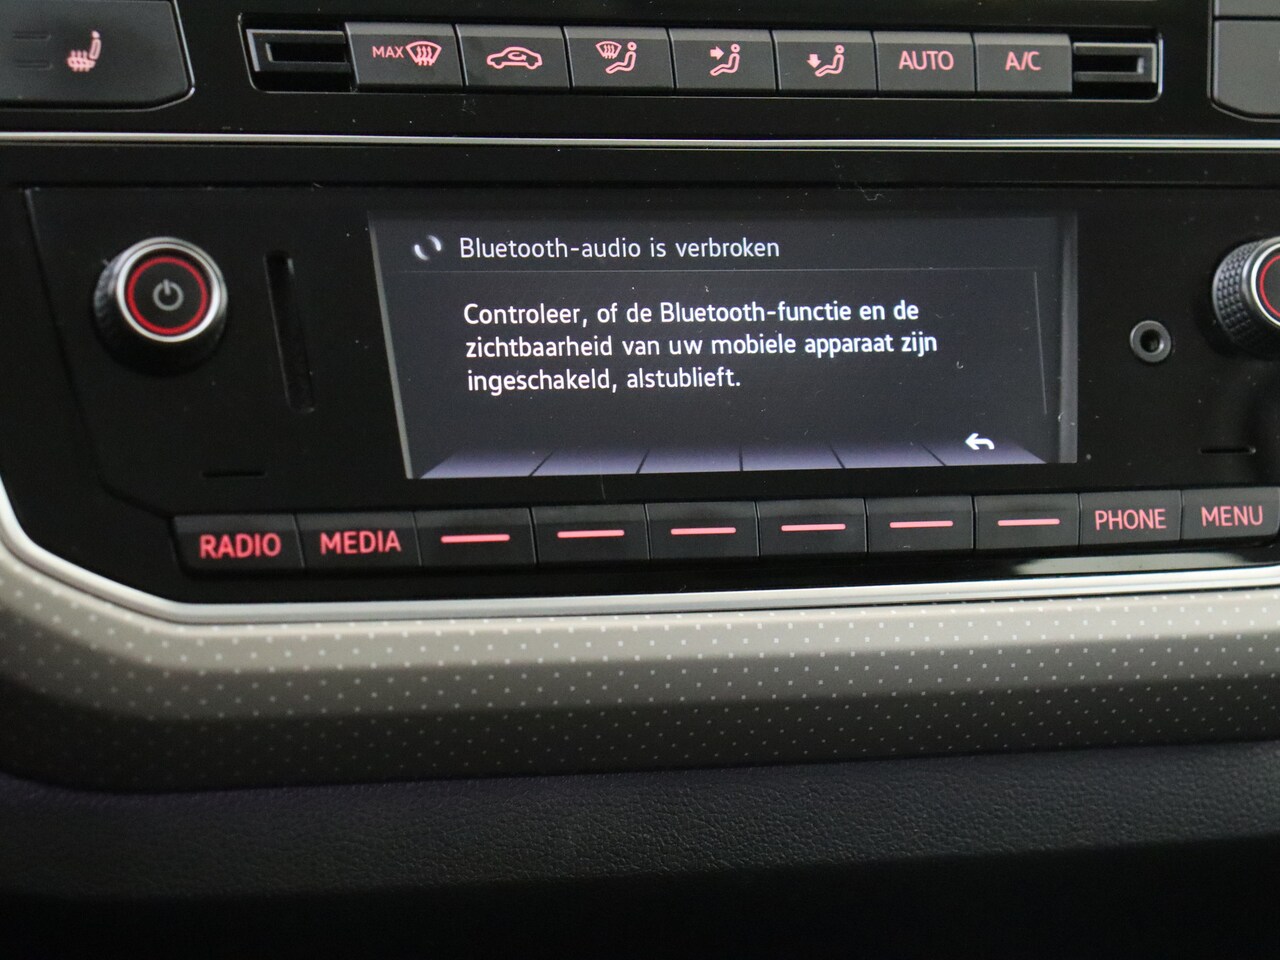 MAX
AUTO
A/C
Bluetooth-audio is verbroken
Controleer, of de Bluetooth-functie en de
zichtbaarheid van uw mobiele apparaat zijn
ingeschakeld, alstublieft.
RADIO
MEDIA
PHONE
MENU